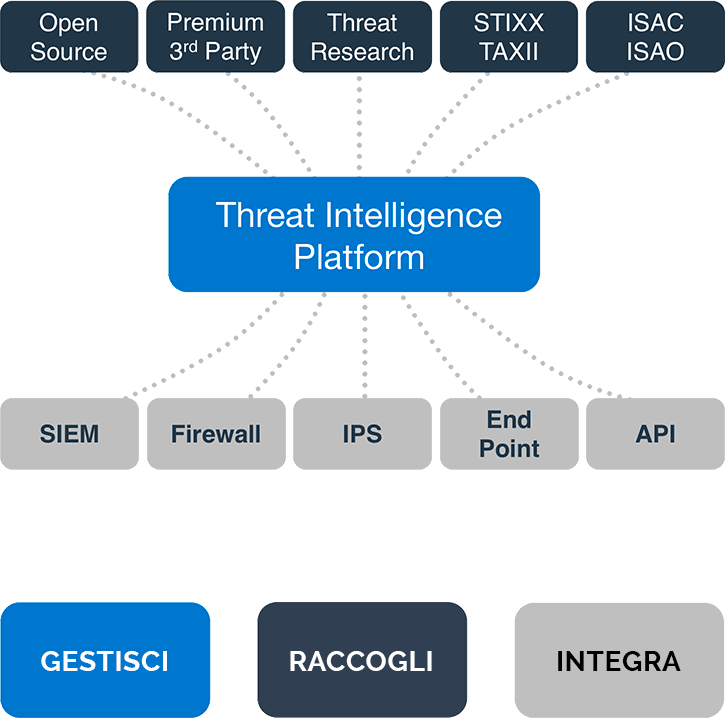 Open
Source
Premium
3rd Party
Threat
Research
STIXX
TAXII
ISAC
ISAO
Threat Intelligence
Platform
SIEM
Firewall
IPS
End
Point
API
GESTISCI
RACCOGLI
INTEGRA